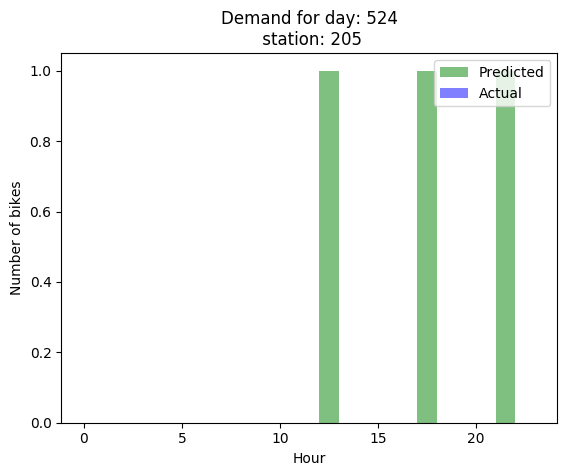 Demand for day: 524
station: 205
Predicted
Actual
Number of bikes
1.0
0.8
0.6
0.4
0.2
0.0
0
5
10
15
20
Hour